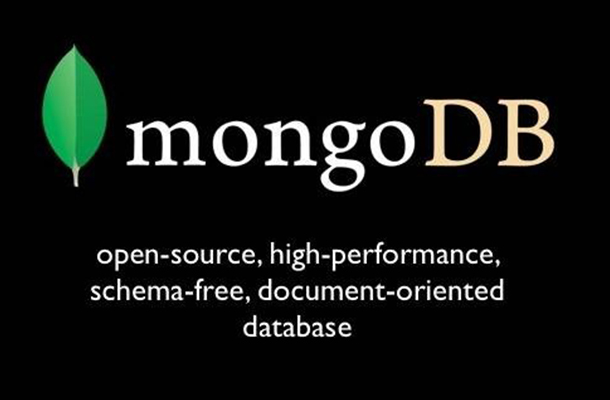 mongoDB
open-source, high-performance,
schema-free, document-oriented
database